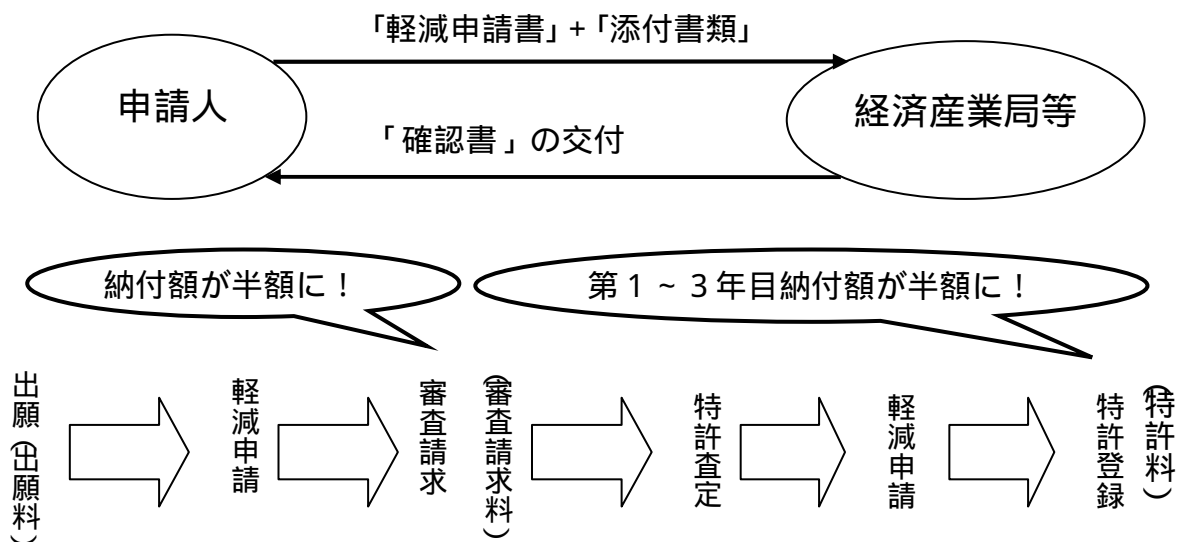 「軽減申請書」+「添付書類」
申請人
経済産業局等
「確認書」の交付
納付額が半額に！
第1~3年目納付額が半額に！
出願(出願料)
軽減申請
審査請求
(審査請求料)
特許査定
軽減申請
特許登録
(特許料)